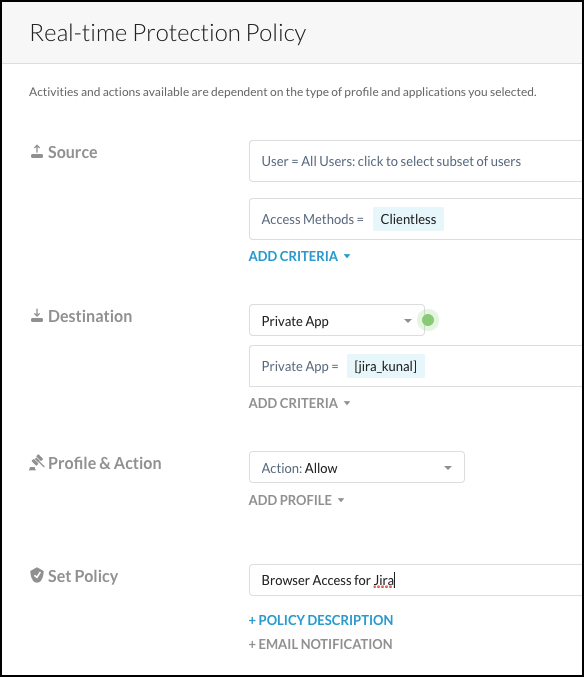 Real-time Protection Policy
Activities and actions available are dependent on the type of profile and applications you selected.
Source
User = All Users: click to select subset of users
Access Methods = Clientless
ADD CRITERIA
Destination
Private App
Private App = [jira_kunal]
ADD CRITERIA
Profile & Action
Action: Allow
ADD PROFILE
Set Policy
Browser Access for Jira
+ POLICY DESCRIPTION
+ EMAIL NOTIFICATION